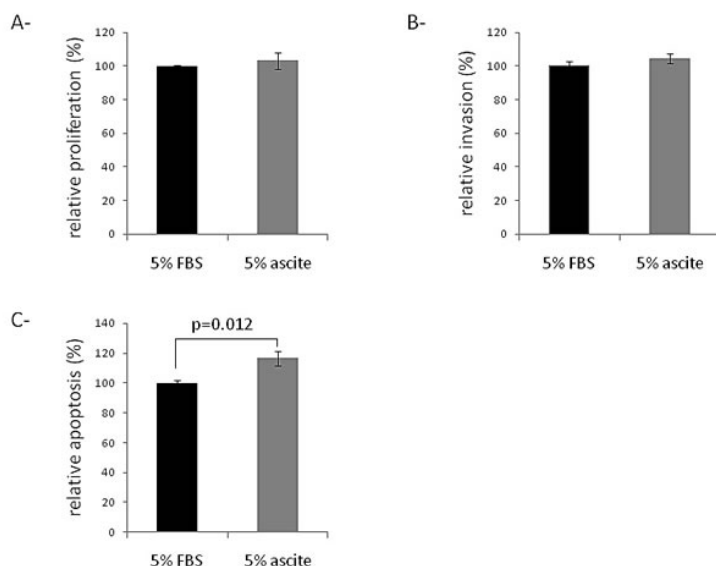 A-
relative proliferation (%)
120
100
80
60
40
20
0
5% FBS
5% ascite
B-
relative invasion (%)
120
100
80
60
40
20
0
5% FBS
5% ascite
C-
relative apoptosis (%)
140
120
100
80
60
40
20
0
p=0.012
5% FBS
5% ascite